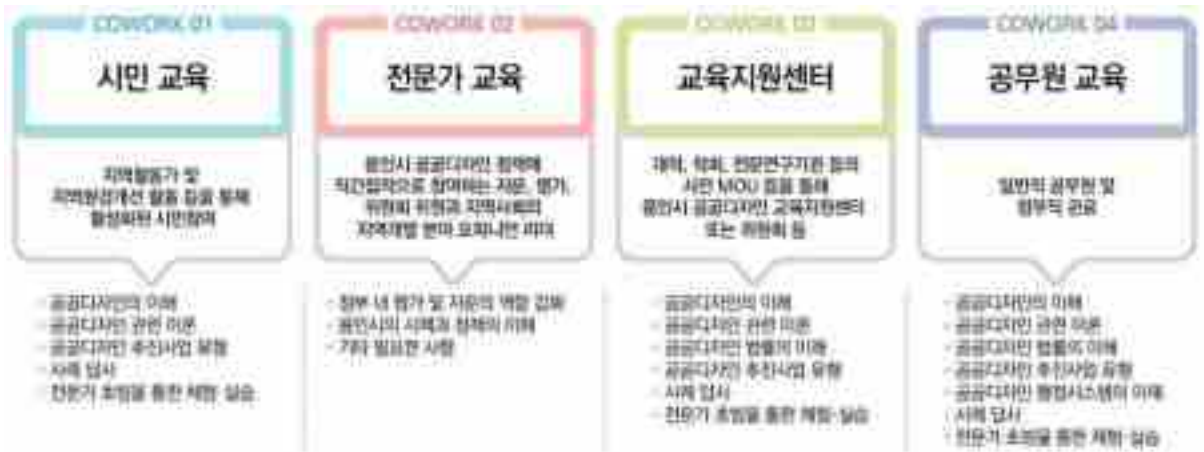 COWORK 01
시민 교육
지역활동가 및
지역환경개선 활동 등을 통해
활성화된 시민참여
· 공공디자인의 이해
· 공공디자인 관련 이론
· 공공디자인 추진사업 유형
· 사례 답사
· 전문가 초빙을 통한 체험·실습
COWORK 02
전문가 교육
용인시 공공디자인 정책에
직간접적으로 참여하는 자문, 평가,
위원회 위원과 지역사회의
지역개발 분야 오피니언 리더
· 정부 내 평가 및 자문의 역할 강화
· 용인시의 시책과 정책의 이해
· 기타 필요한 사항
COWORK 03
교육지원센터
대학, 학회, 전문연구기관 등의
사전 MOU 등을 통해
용인시 공공디자인 교육지원센터
또는 위원회 등
· 공공디자인의 이해
· 공공디자인 관련 이론
· 공공디자인 법률의 이해
· 공공디자인 추진사업 유형
· 사례 답사
· 전문가 초빙을 통한 체험·실습
COWORK 04
공무원 교육
일반직 공무원 및
관료
· 공공디자인의 이해
· 공공디자인 관련 이론
· 공공디자인 법률의 이해
· 공공디자인 추진사업 유형
· 공공디자인 행정시스템의 이해
· 사례 답사
· 전문가 초빙을 통한 체험·실습